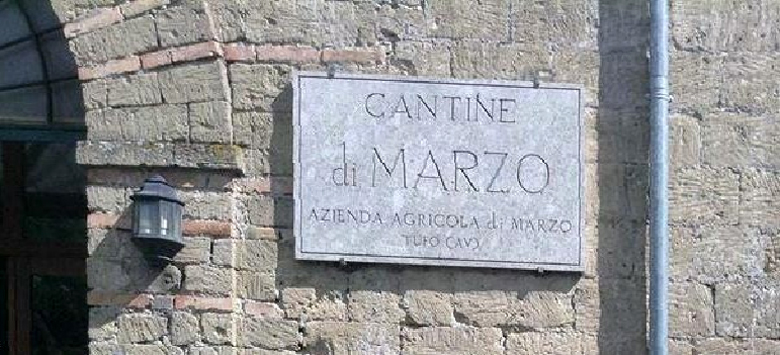 CANTINE
di MARZO
AZIENDA AGRICOLA di MARZO
TUFO (AV)